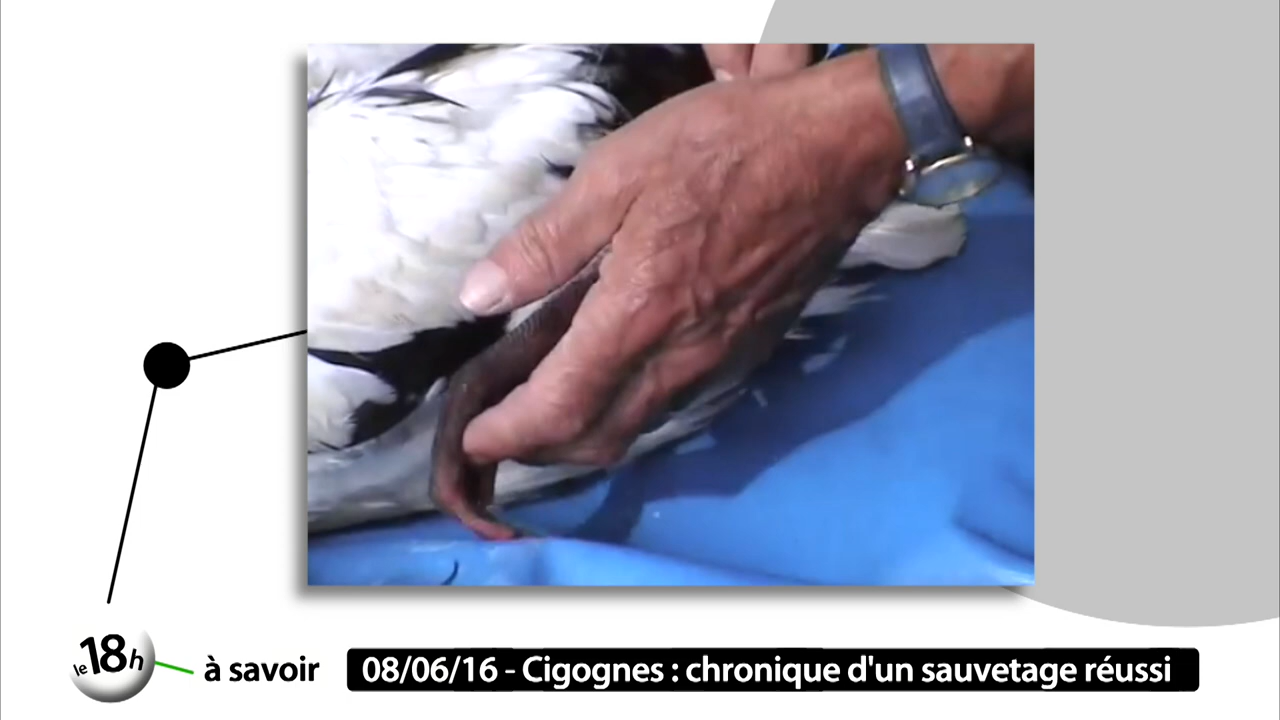 le 18h
à savoir
08/06/16 - Cigognes : chronique d'un sauvetage réussi